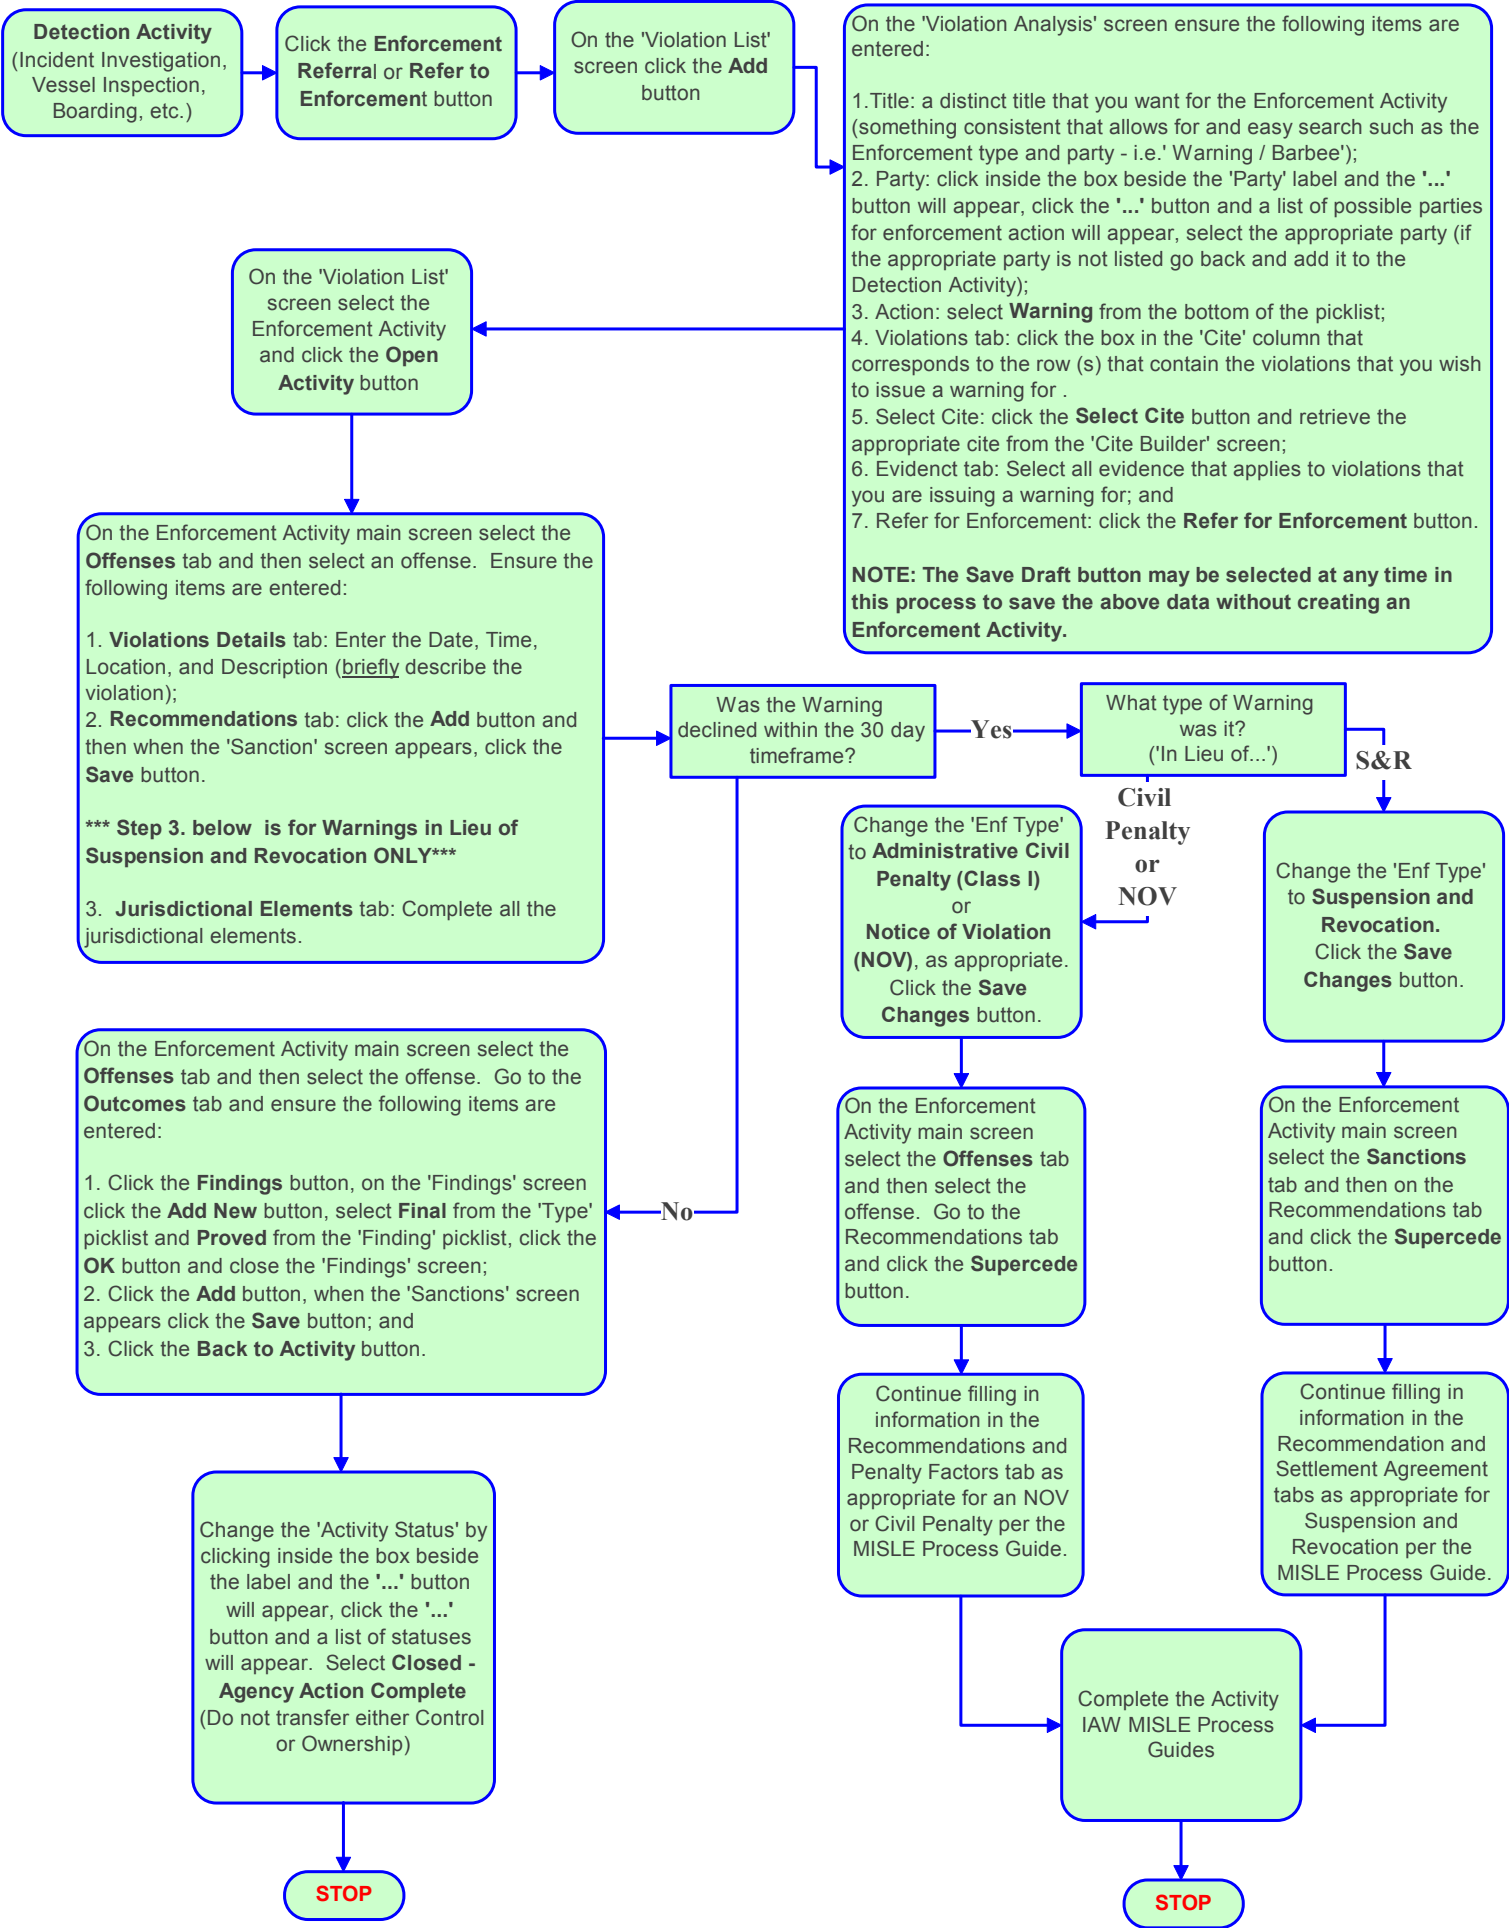 Detection Activity
(Incident Investigation,
Vessel Inspection,
Boarding, etc.)
Click the Enforcement
Referral or Refer to
Enforcement button
On the 'Violation List'
screen click the Add
button
On the 'Violation Analysis' screen ensure the following items are
entered:
1.Title: a distinct title that you want for the Enforcement Activity
(something consistent that allows for and easy search such as the
Enforcement type and party - i.e.' Warning / Barbee');
2. Party: click inside the box beside the 'Party' label and the '...'
button will appear, click the '...' button and a list of possible parties
for enforcement action will appear, select the appropriate party (if
the appropriate party is not listed go back and add it to the
Detection Activity);
3. Action: select Warning from the bottom of the picklist;
4. Violations tab: click the box in the 'Cite' column that
corresponds to the row (s) that contain the violations that you wish
to issue a warning for .
5. Select Cite: click the Select Cite button and retrieve the
appropriate cite from the 'Cite Builder' screen;
6. Evidenct tab: Select all evidence that applies to violations that
you are issuing a warning for; and
7. Refer for Enforcement: click the Refer for Enforcement button.
NOTE: The Save Draft button may be selected at any time in
this process to save the above data without creating an
Enforcement Activity.
On the 'Violation List'
screen select the
Enforcement Activity
and click the Open
Activity button
On the Enforcement Activity main screen select the
Offenses tab and then select an offense.  Ensure the
following items are entered:
1. Violations Details tab: Enter the Date, Time,
Location, and Description (briefly describe the
violation);
2. Recommendations tab: click the Add button and
then when the 'Sanction' screen appears, click the
Save button.
*** Step 3. below  is for Warnings in Lieu of
Suspension and Revocation ONLY***
3.  Jurisdictional Elements tab: Complete all the
jurisdictional elements.
Was the Warning
declined within the 30 day
timeframe?
Yes
What type of Warning
was it?
('In Lieu of...')
S&R
Civil
Penalty
or
NOV
No
Change the 'Enf Type'
to Administrative Civil
Penalty (Class I)
or
Notice of Violation
(NOV), as appropriate.
Click the Save
Changes button.
Change the 'Enf Type'
to Suspension and
Revocation.
Click the Save
Changes button.
On the Enforcement Activity main screen select the
Offenses tab and then select the offense.  Go to the
Outcomes tab and ensure the following items are
entered:
1. Click the Findings button, on the 'Findings' screen
click the Add New button, select Final from the 'Type'
picklist and Proved from the 'Finding' picklist, click the
OK button and close the 'Findings' screen;
2. Click the Add button, when the 'Sanctions' screen
appears click the Save button; and
3. Click the Back to Activity button.
On the Enforcement
Activity main screen
select the Offenses tab
and then select the
offense.  Go to the
Recommendations tab
and click the Supercede
button.
On the Enforcement
Activity main screen
select the Sanctions
tab and then on the
Recommendations tab
and click the Supercede
button.
Continue filling in
information in the
Recommendations and
Penalty Factors tab as
appropriate for an NOV
or Civil Penalty per the
MISLE Process Guide.
Continue filling in
information in the
Recommendation and
Settlement Agreement
tabs as appropriate for
Suspension and
Revocation per the
MISLE Process Guide.
Change the 'Activity Status' by
clicking inside the box beside
the label and the '...' button
will appear, click the '...'
button and a list of statuses
will appear.  Select Closed -
Agency Action Complete
(Do not transfer either Control
or Ownership)
Complete the Activity
IAW MISLE Process
Guides
STOP
STOP